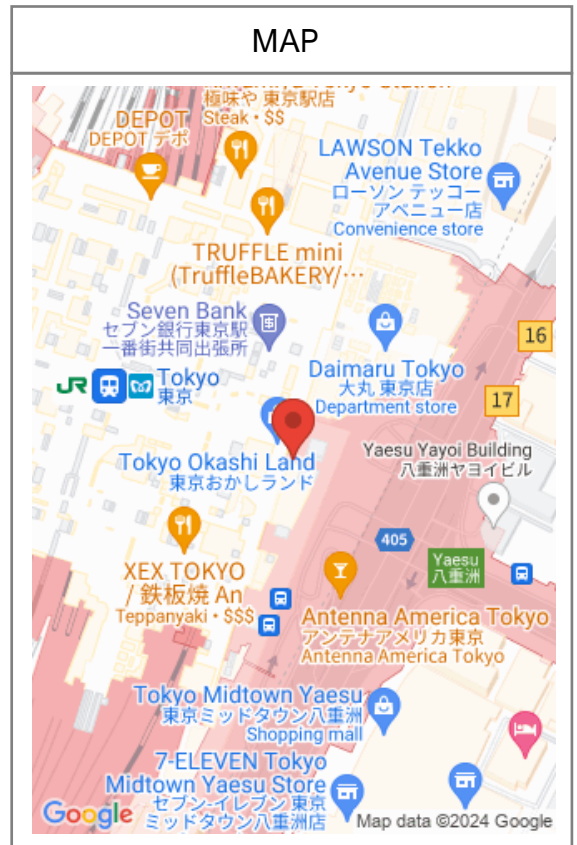 MAP
極味や 東京駅店
Steak・$$
DEPOT
DEPOT デポ
LAWSON Tekko
Avenue Store
ローソン テッコー
アベニュー店
Convenience store
TRUFFLE mini
(TruffleBAKERY/…
Seven Bank
セブン銀行東京駅
一番街共同出張所
16
Daimaru Tokyo
大丸 東京店
Department store
JR
Tokyo
東京
17
Yaesu Yayoi Building
八重洲ヤヨイビル
Tokyo Okashi Land
東京おかしランド
405
Yaesu
八重洲
XEX TOKYO
/ 鉄板焼 An
Teppanyaki・$$$
Antenna America Tokyo
アンテナアメリカ東京
Antenna America Tokyo
Tokyo Midtown Yaesu
東京ミッドタウン八重洲
Shopping mall
7-ELEVEN Tokyo
Midtown Yaesu Store
セブン-イレブン 東京
ミッドタウン八重洲店
Google
Map data ©2024 Google